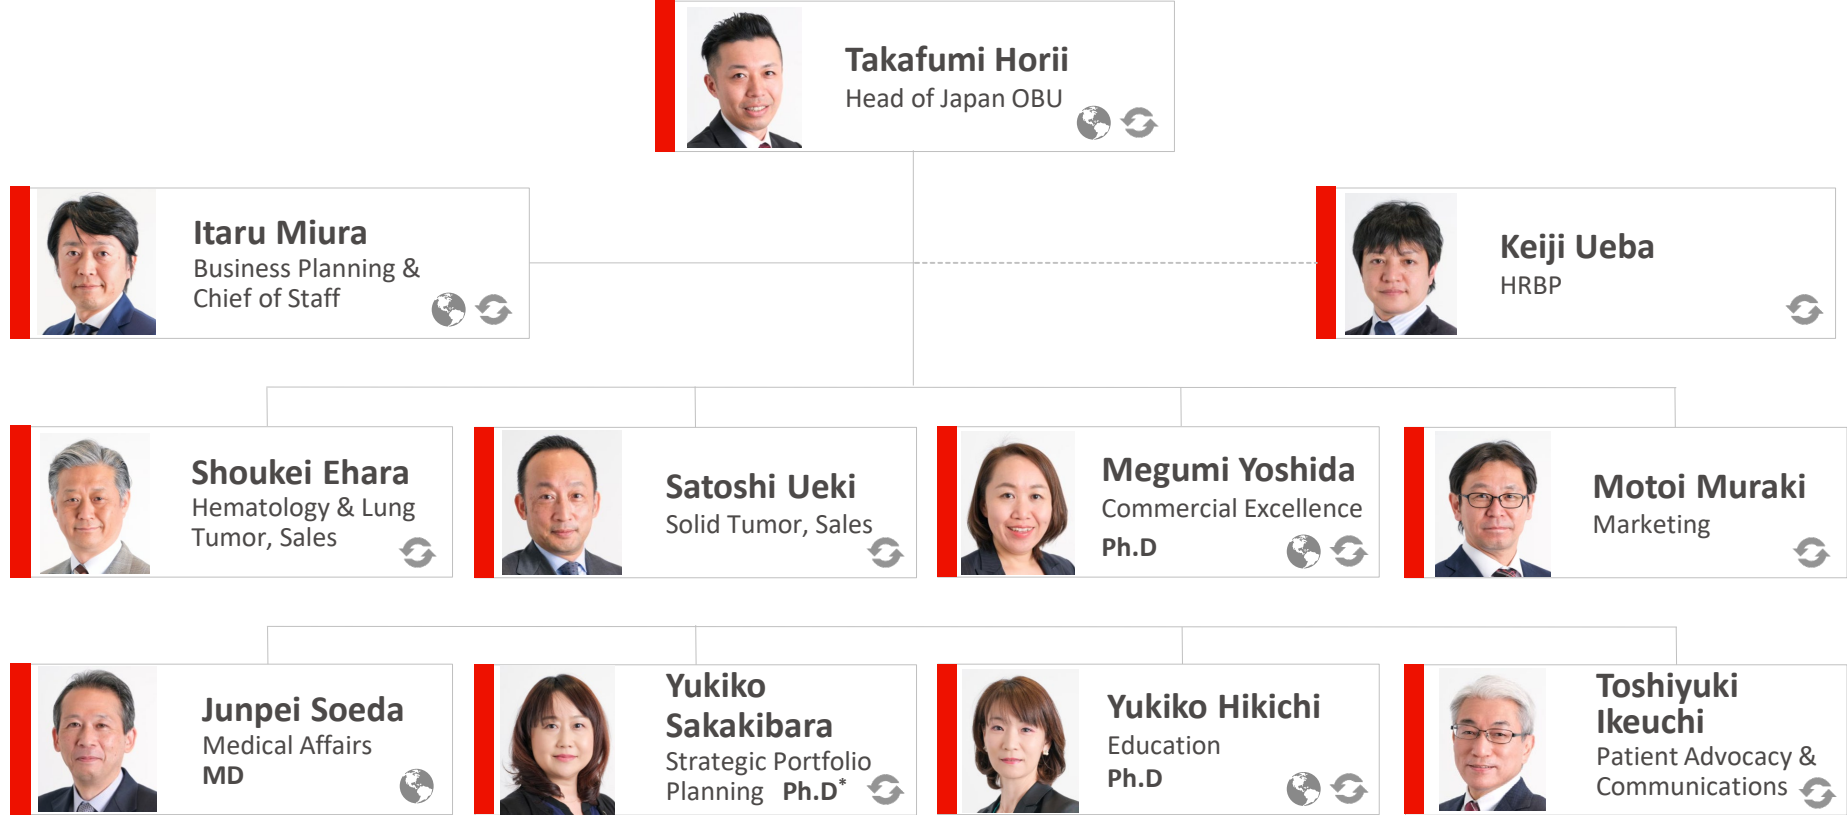 Takafumi Horii
Head of Japan OBU
Itaru Miura
Business Planning &
Chief of Staff
Keiji Ueba
HRBP
Shoukei Ehara
Hematology & Lung
Tumor, Sales
Satoshi Ueki
Solid Tumor, Sales
Megumi Yoshida
Commercial Excellence
Ph.D
Motoi Muraki
Marketing
Junpei Soeda
Medical Affairs
MD
Yukiko
Sakakibara
Strategic Portfolio
Planning Ph.D*
Yukiko Hikichi
Education
Ph.D
Toshiyuki
Ikeuchi
Patient Advocacy &
Communications